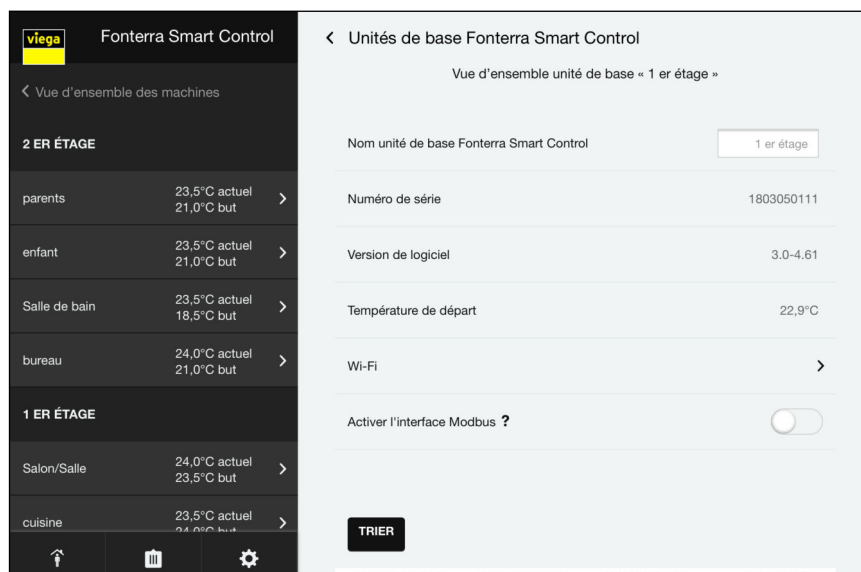 viega
Fonterra Smart Control
Vue d'ensemble des machines
2 ER ÉTAGE
parents 23,5°C actuel
21,0°C but
enfant 23,5°C actuel
21,0°C but
Salle de bain 23,5°C actuel
18,5°C but
bureau 24,0°C actuel
21,0°C but
1 ER ÉTAGE
Salon/Salle 24,0°C actuel
23,5°C but
cuisine 23,5°C actuel
24,0°C but
Unités de base Fonterra Smart Control
Vue d'ensemble unité de base « 1 er étage »
Nom unité de base Fonterra Smart Control 1 er étage
Numéro de série 1803050111
Version de logiciel 3.0-4.61
Température de départ 22,9°C
Wi-Fi
Activer l'interface Modbus ?
TRIER